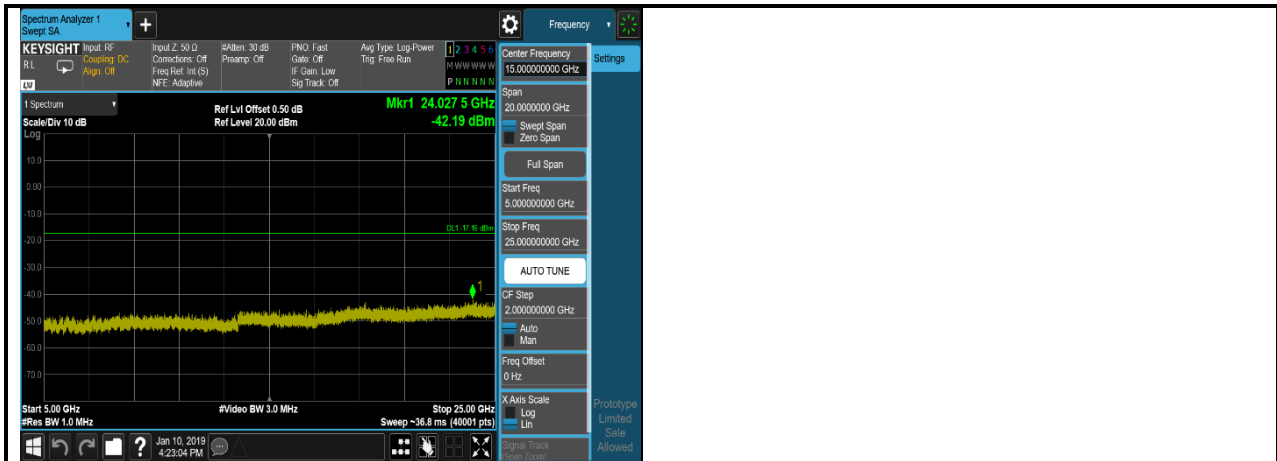 Spectrum Analyzer 1
Swept SA
+
Frequency
KEYSIGHT
RL
LXI
Input: RF
Coupling: DC
Align: Off
Input Z: 50 Ω
Corrections: Off
Freq Ref: Int (S)
NFE: Adaptive
#Atten: 30 dB
Preamp: Off
PNO: Fast
Gate: Off
IF Gain: Low
Sig Track: Off
Avg Type: Log-Power
Trig: Free Run
1 2 3 4 5 6
M W W W W W
P N N N N N
1 Spectrum
Scale/Div 10 dB
Ref Lvl Offset 0.50 dB
Ref Level 20.00 dBm
Mkr1 24.027 5 GHz
-42.19 dBm
Log
10.0
0.00
-10.0
DL1 -17.16 dBm
-20.0
-30.0
1
-40.0
-50.0
-60.0
-70.0
Start 5.00 GHz
#Res BW 1.0 MHz
#Video BW 3.0 MHz
Stop 25.00 GHz
Sweep ~36.8 ms (40001 pts)
?
Jan 10, 2019
4:23:04 PM
Center Frequency
15.000000000 GHz
Span
20.0000000 GHz
Swept Span
Zero Span
Full Span
Start Freq
5.000000000 GHz
Stop Freq
25.000000000 GHz
AUTO TUNE
CF Step
2.000000000 GHz
Auto
Man
Freq Offset
0 Hz
X Axis Scale
Log
Lin
Signal Track
(Span Zoom)
Settings
Prototype
Limited
Sale
Allowed